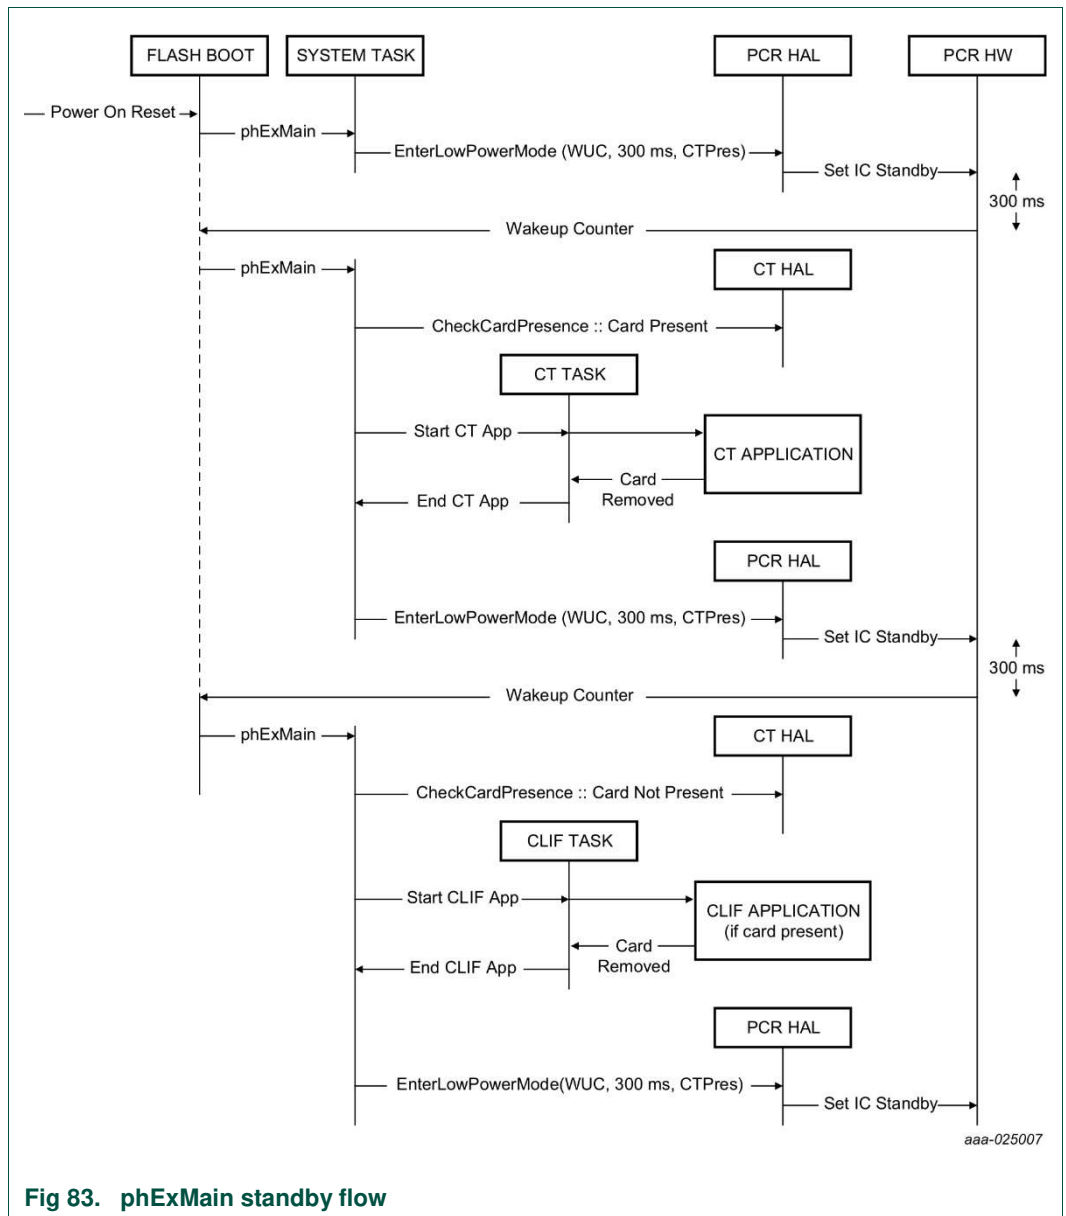 FLASH BOOT
SYSTEM TASK
PCR HAL
PCR HW
Power On Reset
phExMain
EnterLowPowerMode (WUC, 300 ms, CTPres)
Set IC Standby
300 ms
Wakeup Counter
phExMain
CT HAL
CheckCardPresence :: Card Present
CT TASK
Start CT App
CT APPLICATION
Card
Removed
End CT App
PCR HAL
EnterLowPowerMode (WUC, 300 ms, CTPres)
Set IC Standby
300 ms
Wakeup Counter
phExMain
CT HAL
CheckCardPresence :: Card Not Present
CLIF TASK
Start CLIF App
CLIF APPLICATION
(if card present)
Card
Removed
End CLIF App
PCR HAL
EnterLowPowerMode(WUC, 300 ms, CTPres)
Set IC Standby
aaa-025007
Fig 83. phExMain standby flow